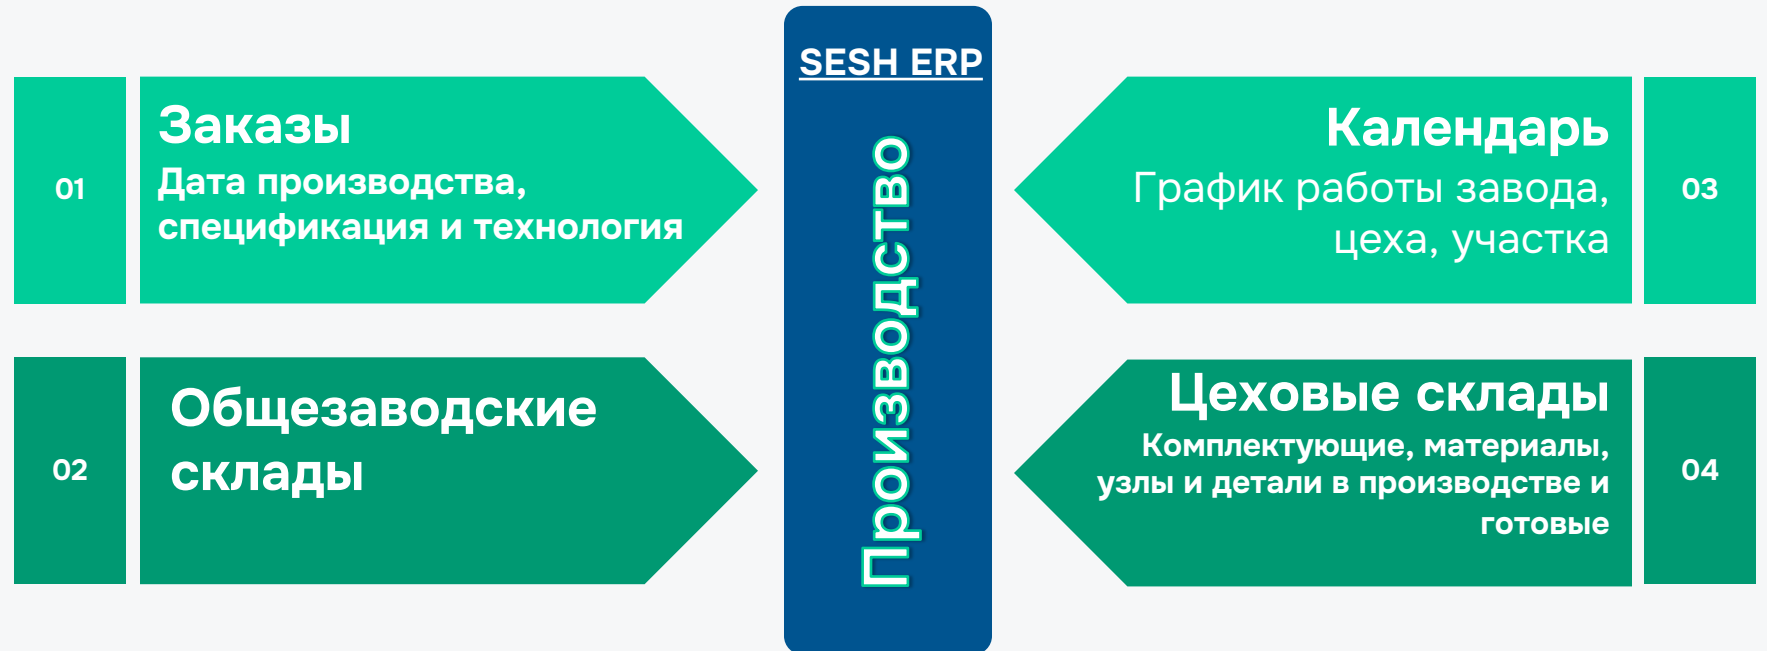 01
Заказы
Дата производства,
спецификация и технология
02
Общезаводские
склады
SESH ERP
Производство
Календарь
График работы завода,
цеха, участка
03
Цеховые склады
Комплектующие, материалы,
узлы и детали в производстве и
готовые
04